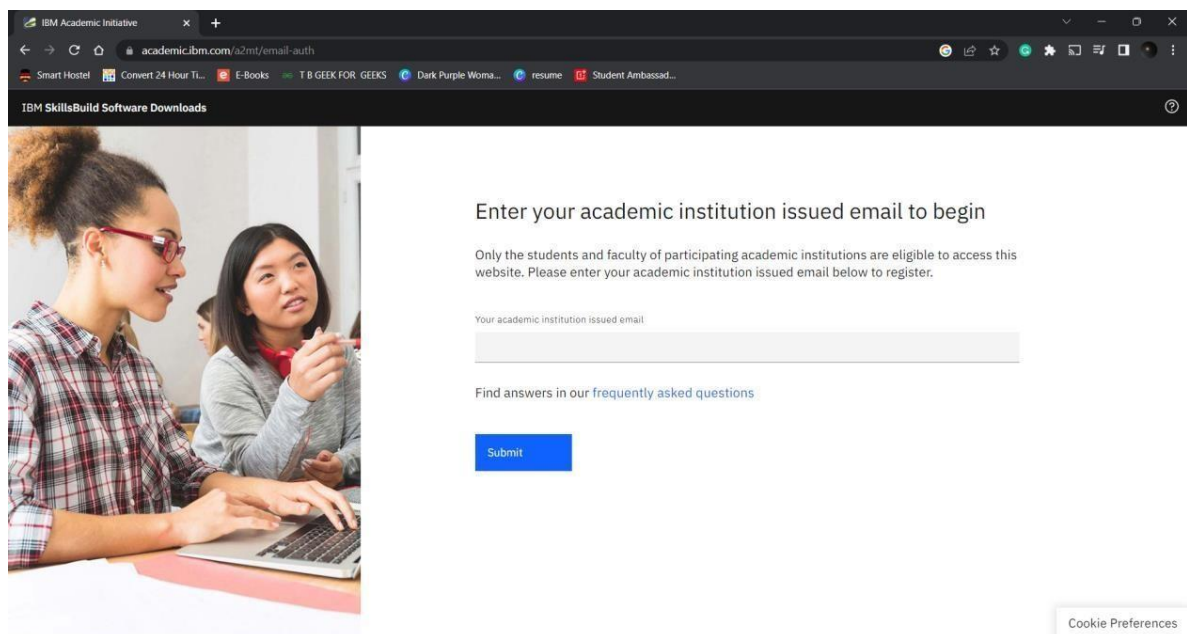 IBM Academic Initiative
academic.ibm.com/a2mt/email-auth
Smart Hostel Convert 24 Hour Ti... E-Books T B GEEK FOR GEEKS Dark Purple Woma... resume Student Ambassad...
IBM SkillsBuild Software Downloads
Enter your academic institution issued email to begin
Only the students and faculty of participating academic institutions are eligible to access this
website. Please enter your academic institution issued email below to register.
Your academic institution issued email
Find answers in our frequently asked questions
Submit
Cookie Preferences